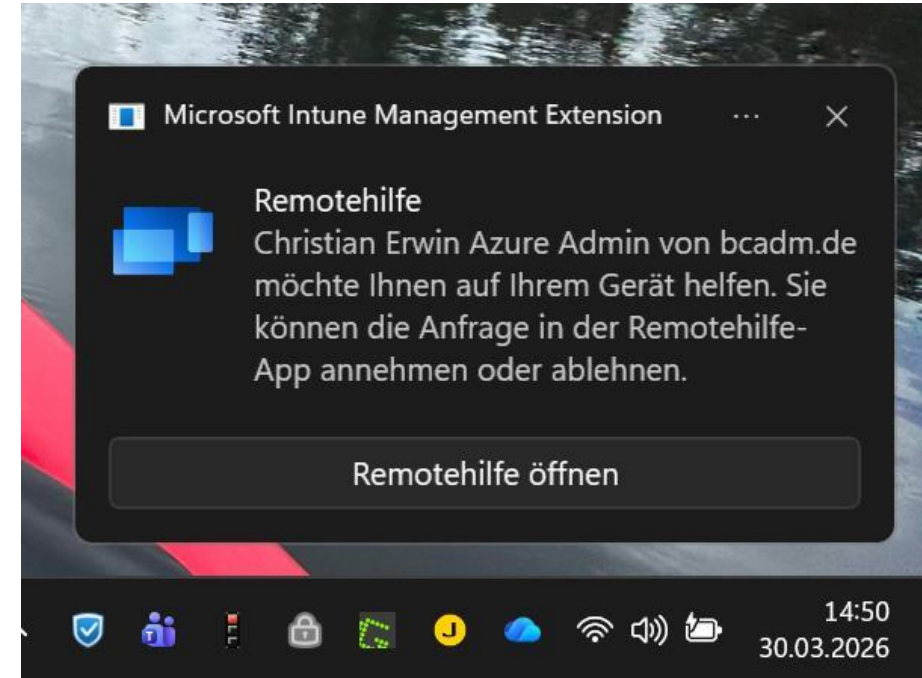 Microsoft Intune Management Extension
Remotehilfe
Christian Erwin Azure Admin von bcadm.de
möchte Ihnen auf Ihrem Gerät helfen. Sie
können die Anfrage in der Remotehilfe-
App annehmen oder ablehnen.
Remotehilfe öffnen
14:50
30.03.2026